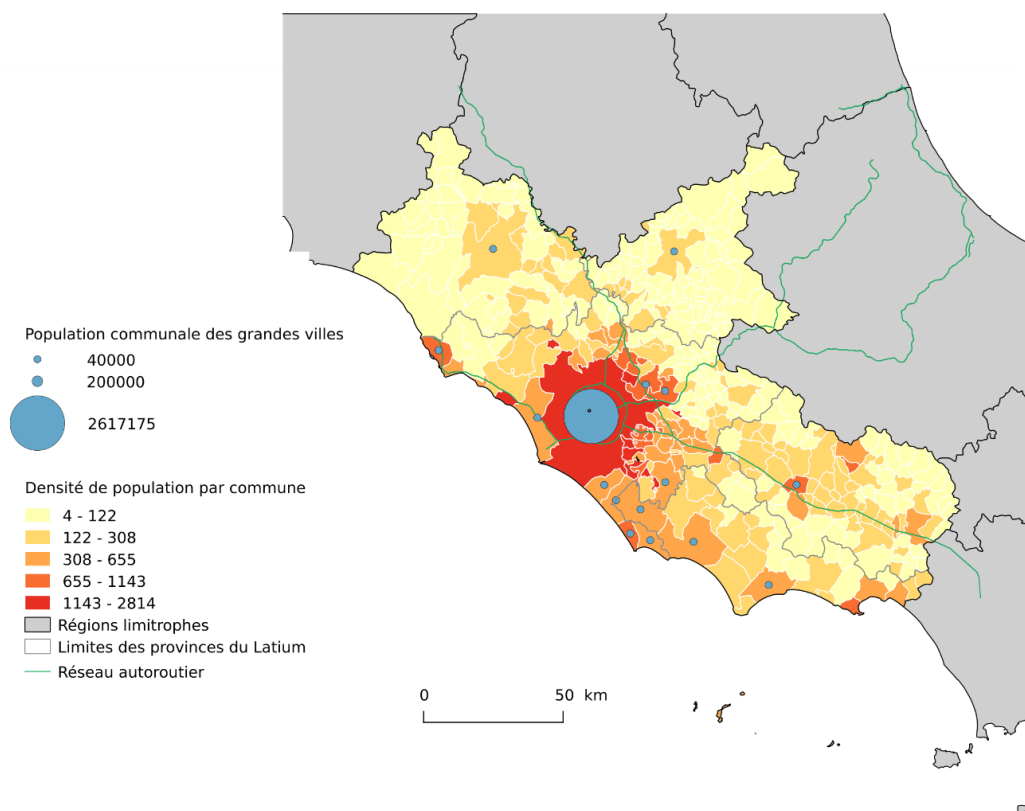 Population communale des grandes villes
40000
200000
2617175
Densité de population par commune
4 - 122
122 - 308
308 - 655
655 - 1143
1143 - 2814
Régions limitrophes
Limites des provinces du Latium
Réseau autoroutier
0 50 km